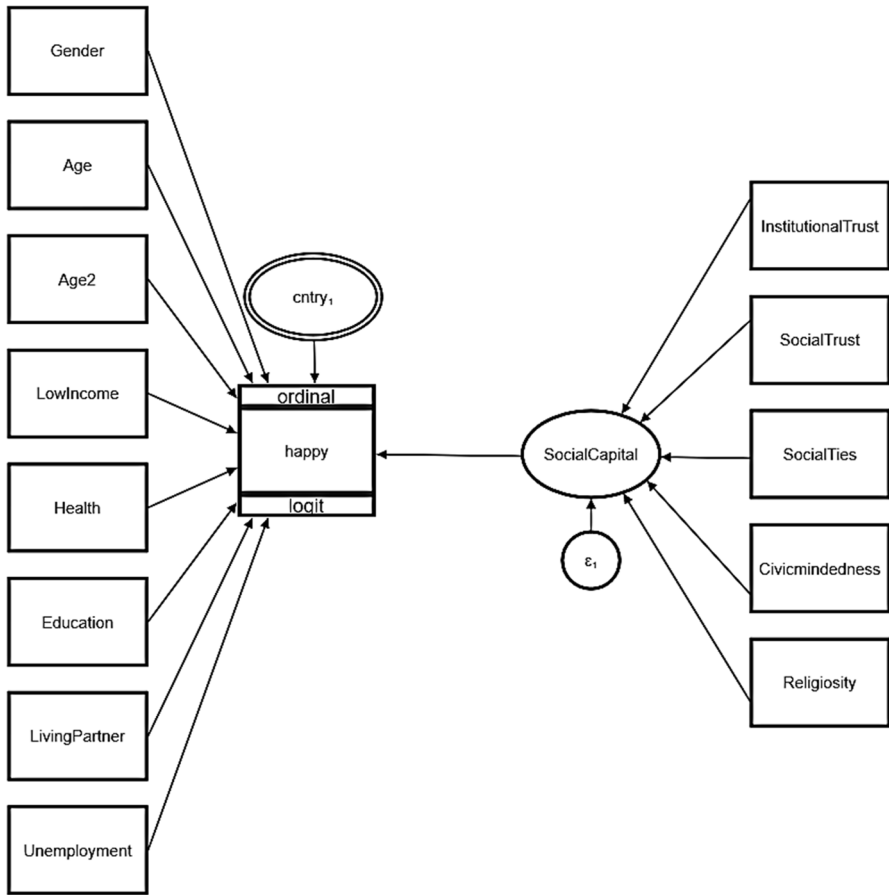 Gender
Age
Age2
LowIncome
Health
Education
LivingPartner
Unemployment
cntry₁
ordinal
happy
logit
SocialCapital
ε₁
InstitutionalTrust
SocialTrust
SocialTies
Civicmindedness
Religiosity